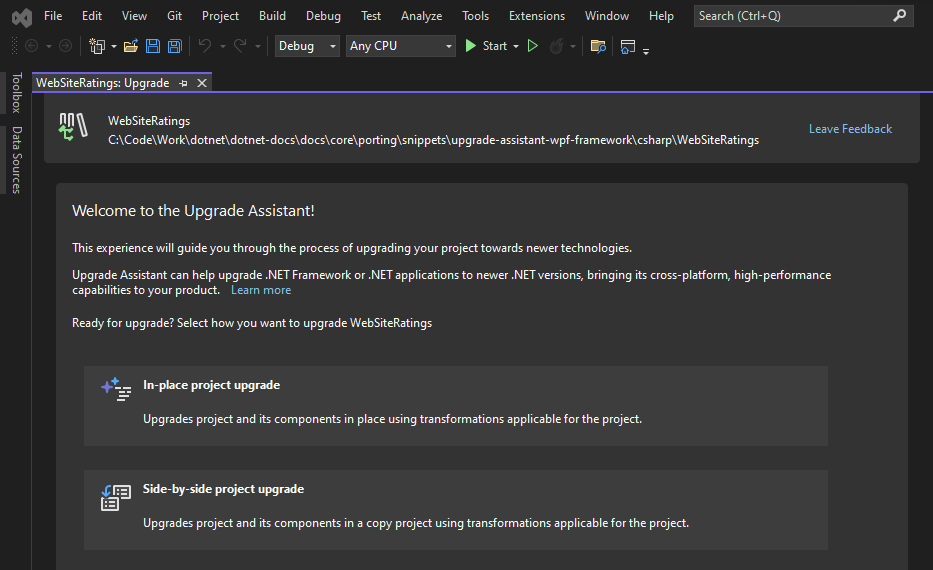 File Edit View Git Project Build Debug Test Analyze Tools Extensions Window Help Search (Ctrl+Q)
Debug Any CPU Start
Toolbox
Data Sources
WebSiteRatings: Upgrade
WebSiteRatings
C:\Code\Work\dotnet\dotnet-docs\docs\core\porting\snippets\upgrade-assistant-wpf-framework\csharp\WebSiteRatings
Leave Feedback
Welcome to the Upgrade Assistant!
This experience will guide you through the process of upgrading your project towards newer technologies.
Upgrade Assistant can help upgrade .NET Framework or .NET applications to newer .NET versions, bringing its cross-platform, high-performance
capabilities to your product. Learn more
Ready for upgrade? Select how you want to upgrade WebSiteRatings
In-place project upgrade
Upgrades project and its components in place using transformations applicable for the project.
Side-by-side project upgrade
Upgrades project and its components in a copy project using transformations applicable for the project.